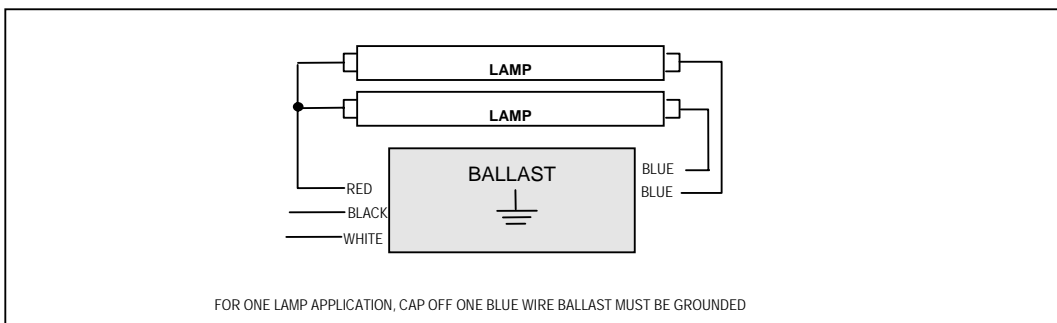 LAMP
LAMP
BALLAST
BLUE
RED
BLUE
BLACK
WHITE
FOR ONE LAMP APPLICATION, CAP OFF ONE BLUE WIRE BALLAST MUST BE GROUNDED